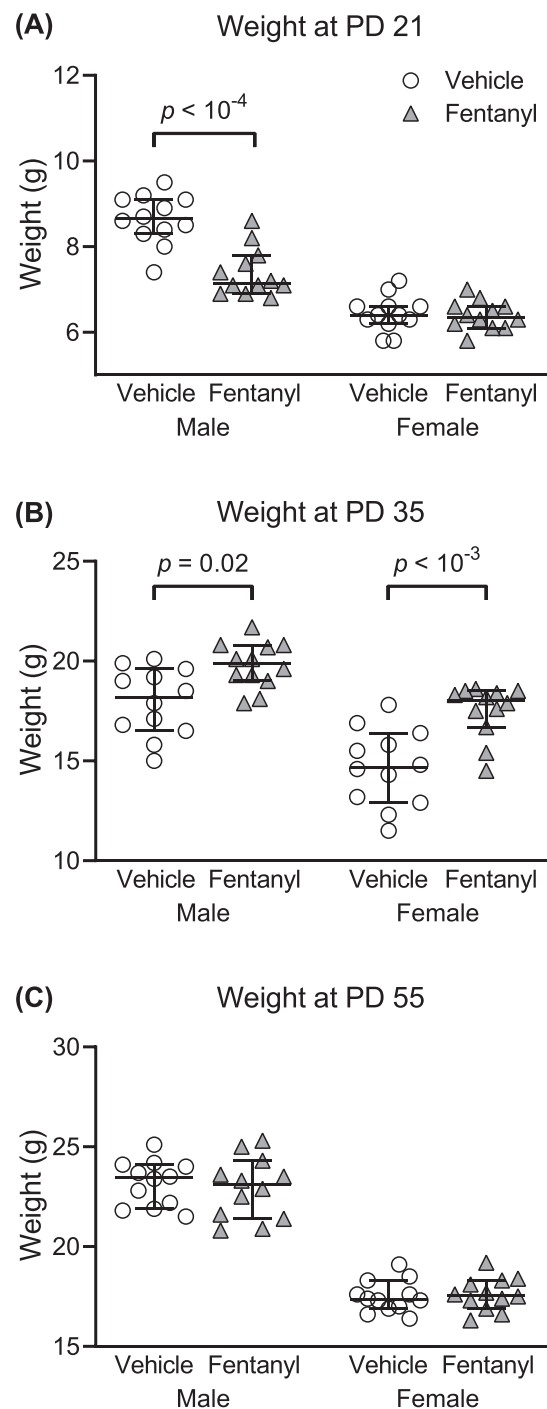 (A) Weight at PD 21
12
10
8
6
Weight (g)
p < 10-4
Vehicle
Fentanyl
Vehicle Fentanyl Vehicle Fentanyl
Male Female
(B) Weight at PD 35
25
20
15
10
Weight (g)
p = 0.02
p < 10-3
Vehicle Fentanyl Vehicle Fentanyl
Male Female
(C) Weight at PD 55
30
25
20
15
Weight (g)
Vehicle Fentanyl Vehicle Fentanyl
Male Female